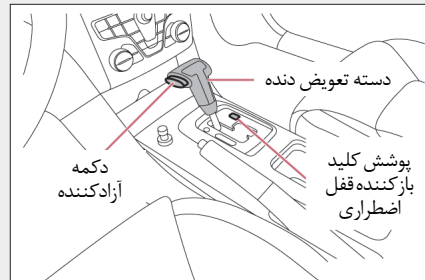 دسته تعویض دنده
پوشش کلید
بازکننده قفل
اضطراری
دکمه
آزادکننده